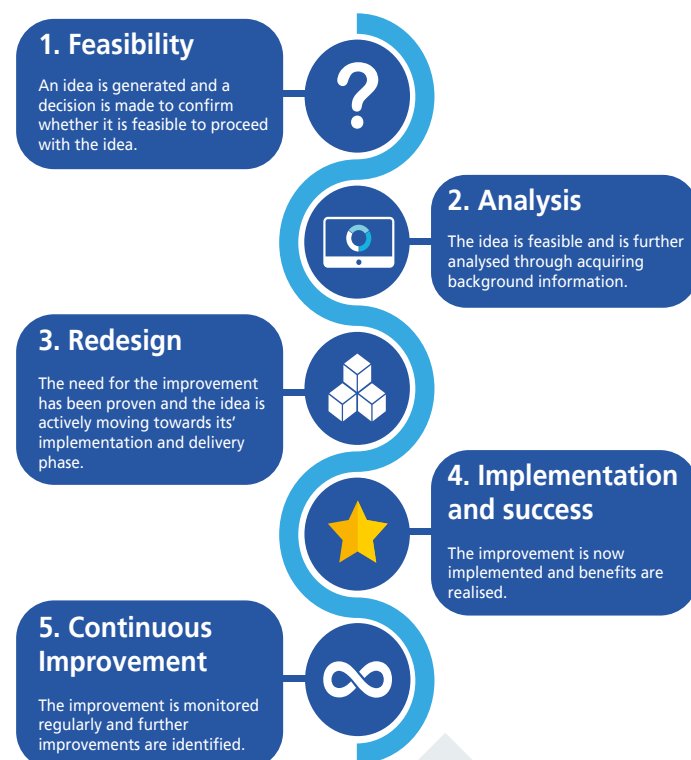 1. Feasibility
An idea is generated and a
decision is made to confirm
whether it is feasible to proceed
with the idea.
2. Analysis
The idea is feasible and is further
analysed through acquiring
background information.
3. Redesign
The need for the improvement
has been proven and the idea is
actively moving towards its'
implementation and delivery
phase.
4. Implementation
and success
The improvement is now
implemented and benefits are
realised.
5. Continuous
Improvement
The improvement is monitored
regularly and further
improvements are identified.